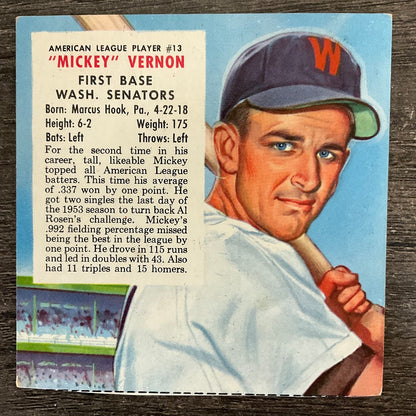 AMERICAN LEAGUE PLAYER #13
"MICKEY" VERNON
FIRST BASE
WASH. SENATORS
Born: Marcus Hook, Pa., 4-22-18
Height: 6-2 Weight: 175
Bats: Left Throws: Left
For the second time in his
career, tall, likeable Mickey
topped all American League
batters. This time his average
of .337 won by one point. He
got two singles the last day of
the 1953 season to turn back Al
Rosen's challenge. Mickey's
.992 fielding percentage missed
being the best in the league by
one point. He drove in 115 runs
and led in doubles with 43. Also
had 11 triples and 15 homers.
W